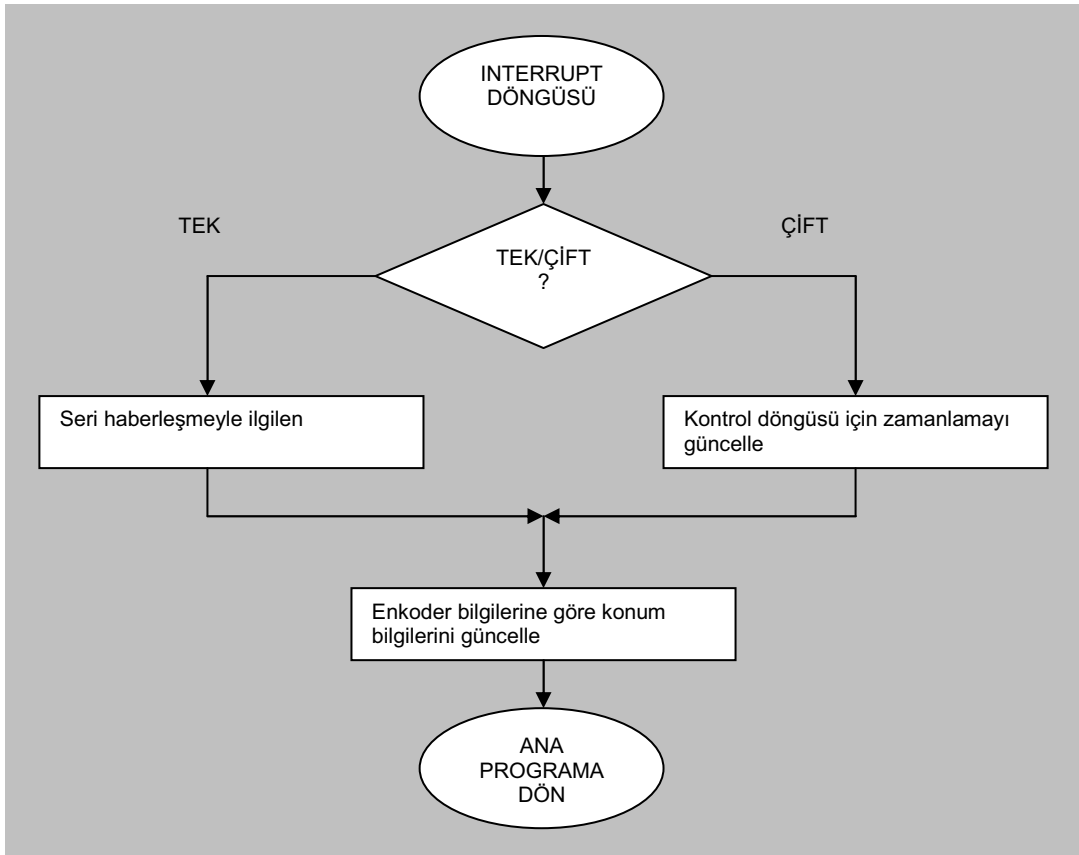 INTERRUPT
DÖNGÜSÜ
TEK
ÇİFT
TEK/ÇİFT
?
Seri haberleşmeyle ilgilen
Kontrol döngüsü için zamanlamayı
güncelle
Enkoder bilgilerine göre konum
bilgilerini güncelle
ANA
PROGRAMA
DÖN